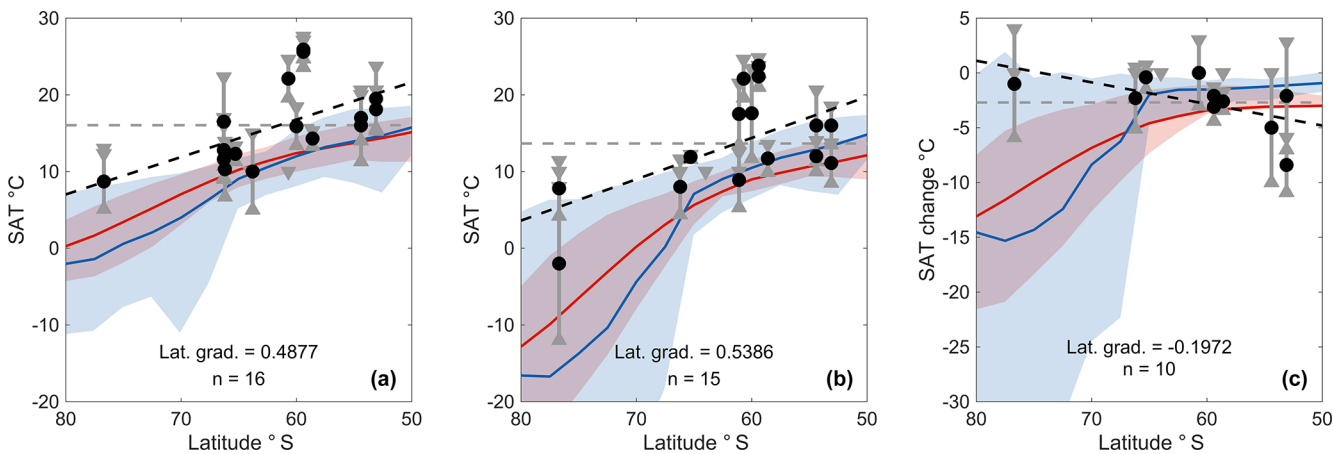 30
20
10
0
-10
-20
SAT °C
80
70
60
50
Latitude ° S
Lat. grad. = 0.4877
n = 16
(a)
30
20
10
0
-10
-20
SAT °C
80
70
60
50
Latitude ° S
Lat. grad. = 0.5386
n = 15
(b)
5
0
-5
-10
-15
-20
-25
-30
SAT change °C
80
70
60
50
Latitude ° S
Lat. grad. = -0.1972
n = 10
(c)